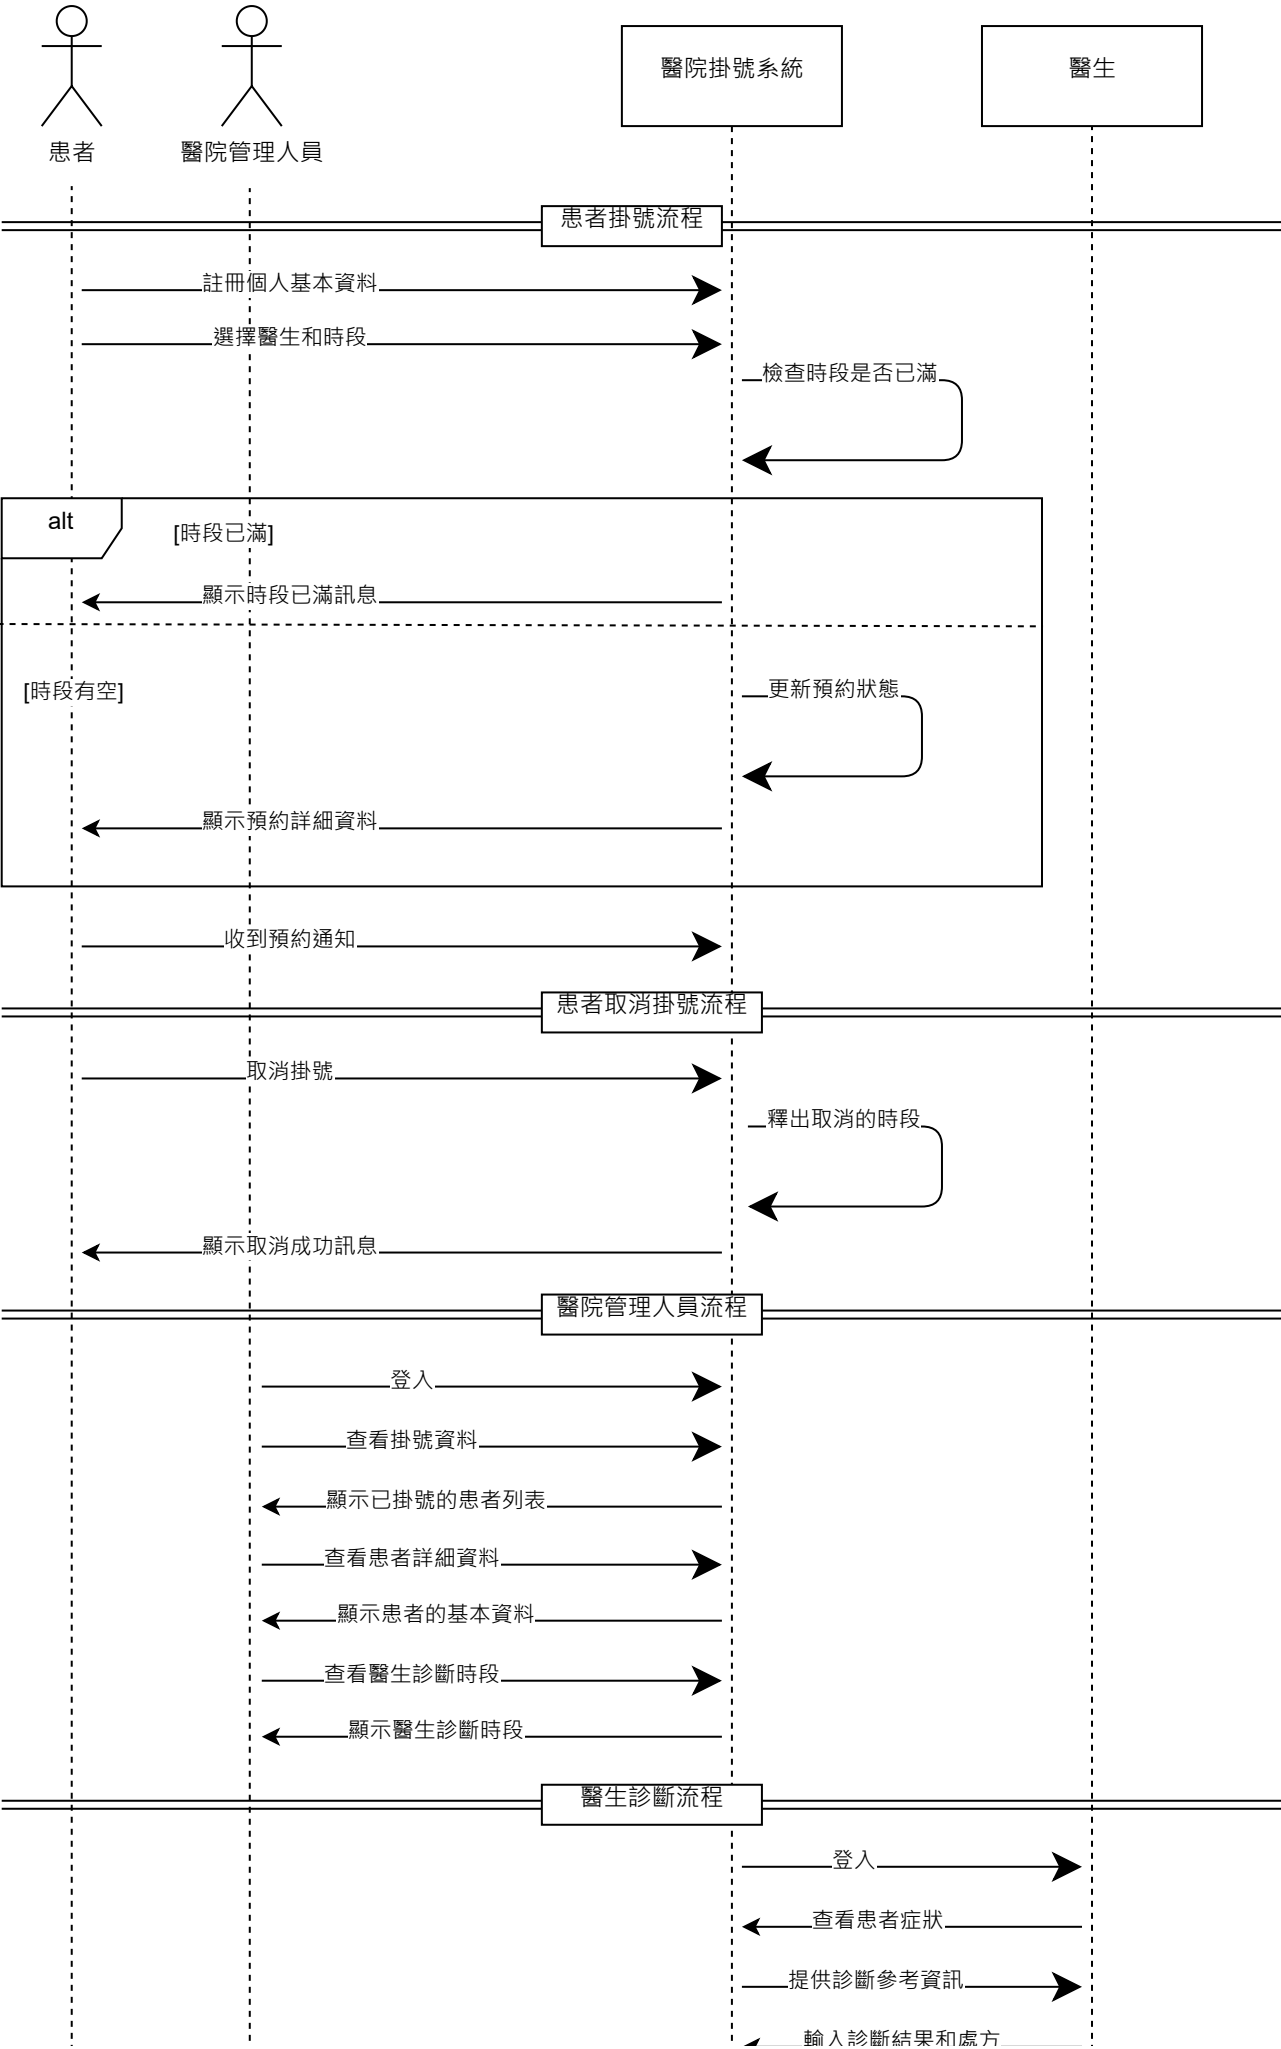 患者
醫院管理人員
醫院掛號系統
醫生
患者掛號流程
註冊個人基本資料
選擇醫生和時段
檢查時段是否已滿
alt
[時段已滿]
顯示時段已滿訊息
[時段有空]
更新預約狀態
顯示預約詳細資料
收到預約通知
患者取消掛號流程
取消掛號
釋出取消的時段
顯示取消成功訊息
醫院管理人員流程
登入
查看掛號資料
顯示已掛號的患者列表
查看患者詳細資料
顯示患者的基本資料
查看醫生診斷時段
顯示醫生診斷時段
醫生診斷流程
登入
查看患者症狀
提供診斷參考資訊
輸入診斷結果和處方